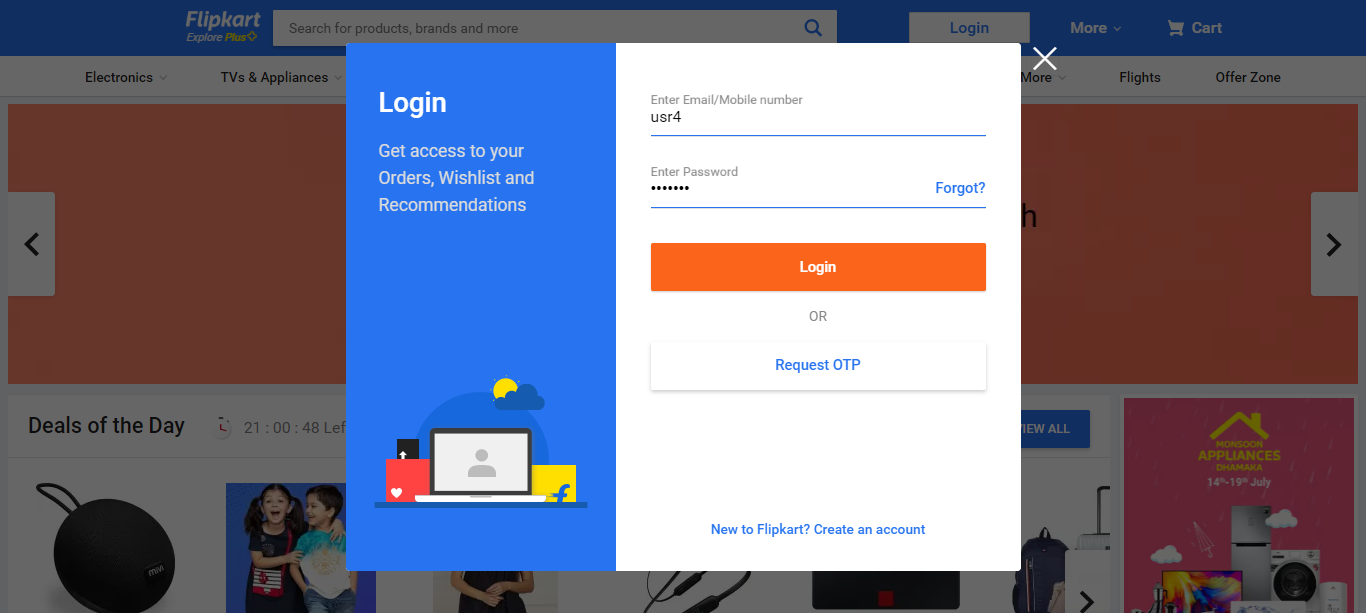 Flipkart
Explore Plus
Search for products, brands and more
Login
More
Cart
Electronics
TVs & Appliances
More
Flights
Offer Zone
Login
Get access to your
Orders, Wishlist and
Recommendations
Enter Email/Mobile number
usr4
Enter Password
•••••••
Forgot?
Login
OR
Request OTP
New to Flipkart? Create an account
h
Deals of the Day
21 : 00 : 48 Lef
VIEW ALL
MONSOON
APPLIANCES
DHAMAKA
14th-19th July
mivi
f